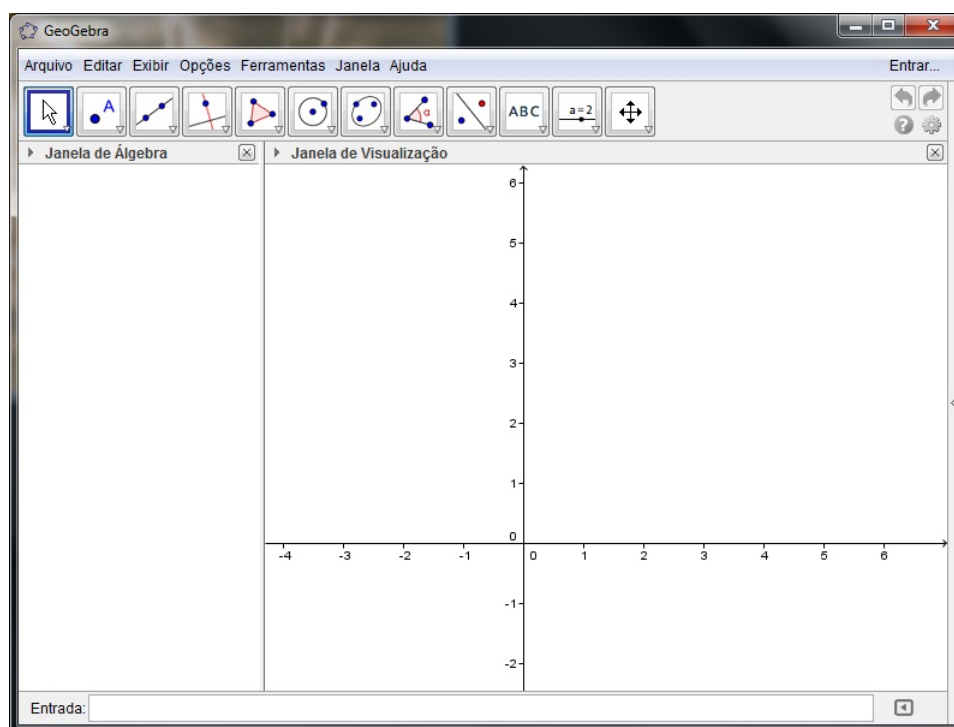 GeoGebra
Arquivo Editar Exibir Opções Ferramentas Janela Ajuda Entrar...
A α ABC a=2
Janela de Álgebra Janela de Visualização
6
5
4
3
2
1
0
-4 -3 -2 -1 0 1 2 3 4 5 6
-1
-2
Entrada: